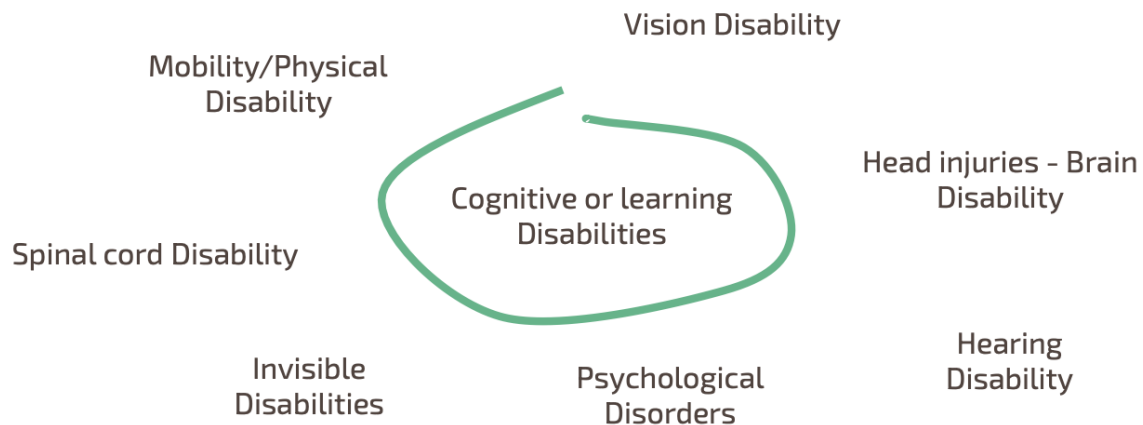 Vision Disability
Mobility/Physical
Disability
Head injuries - Brain
Disability
Cognitive or learning
Disabilities
Spinal cord Disability
Hearing
Disability
Invisible
Disabilities
Psychological
Disorders